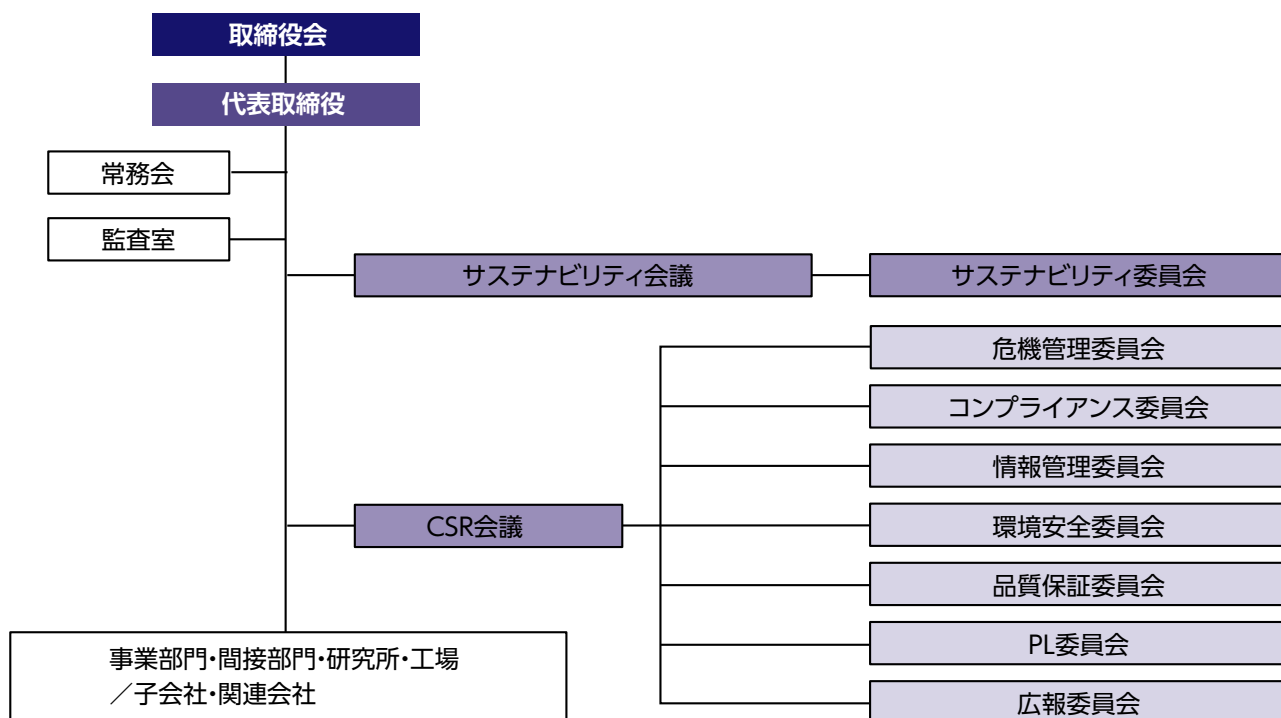 取締役会
代表取締役
常務会
監査室
サステナビリティ会議
サステナビリティ委員会
危機管理委員会
コンプライアンス委員会
情報管理委員会
CSR会議
環境安全委員会
品質保証委員会
PL委員会
広報委員会
事業部門・間接部門・研究所・工場
／子会社・関連会社